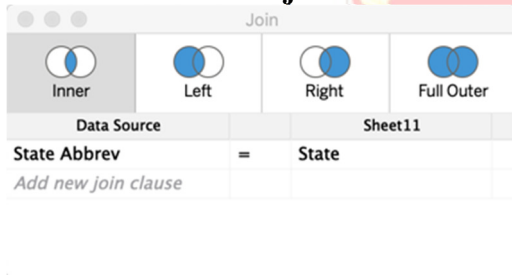 Join
Inner Left Right Full Outer
Data Source Sheet11
State Abbrev = State
Add new join clause